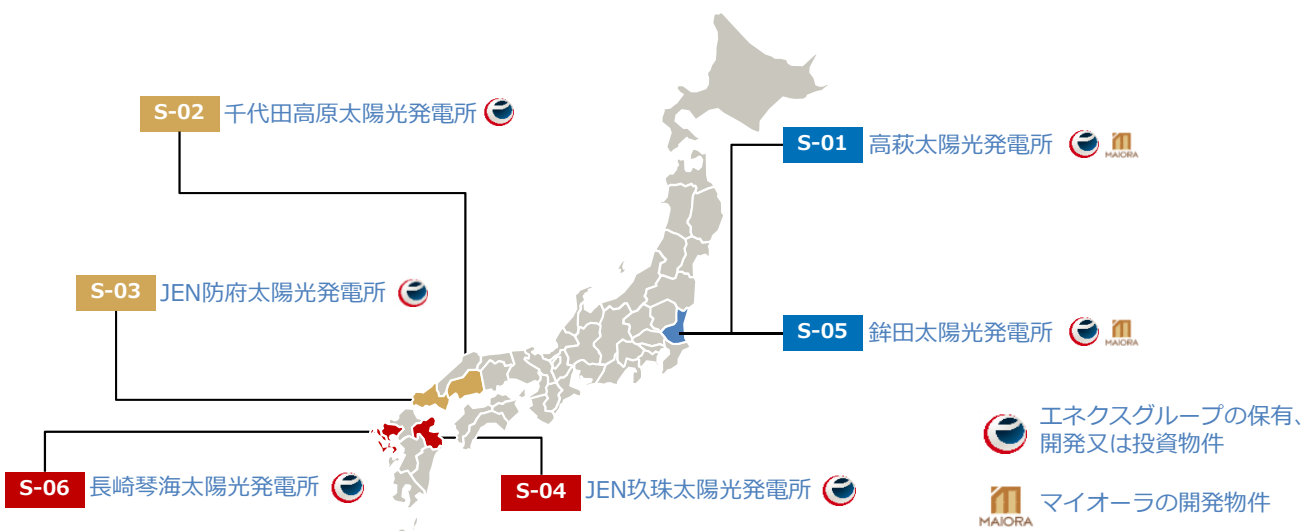 S-02 千代田高原太陽光発電所
S-01 高萩太陽光発電所 MAIORA
S-03 JEN防府太陽光発電所
S-05 鉾田太陽光発電所 MAIORA
エネクスグループの保有、
開発又は投資物件
S-06 長崎琴海太陽光発電所
S-04 JEN玖珠太陽光発電所
MAIORA マイオーラの開発物件